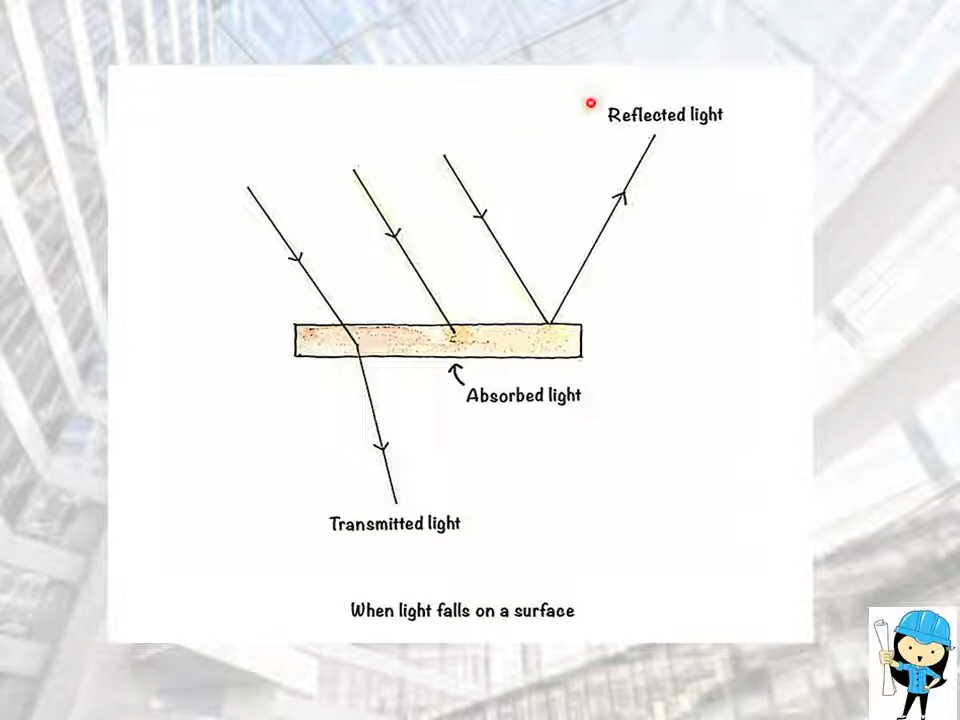 Reflected light
Absorbed light
Transmitted light
When light falls on a surface